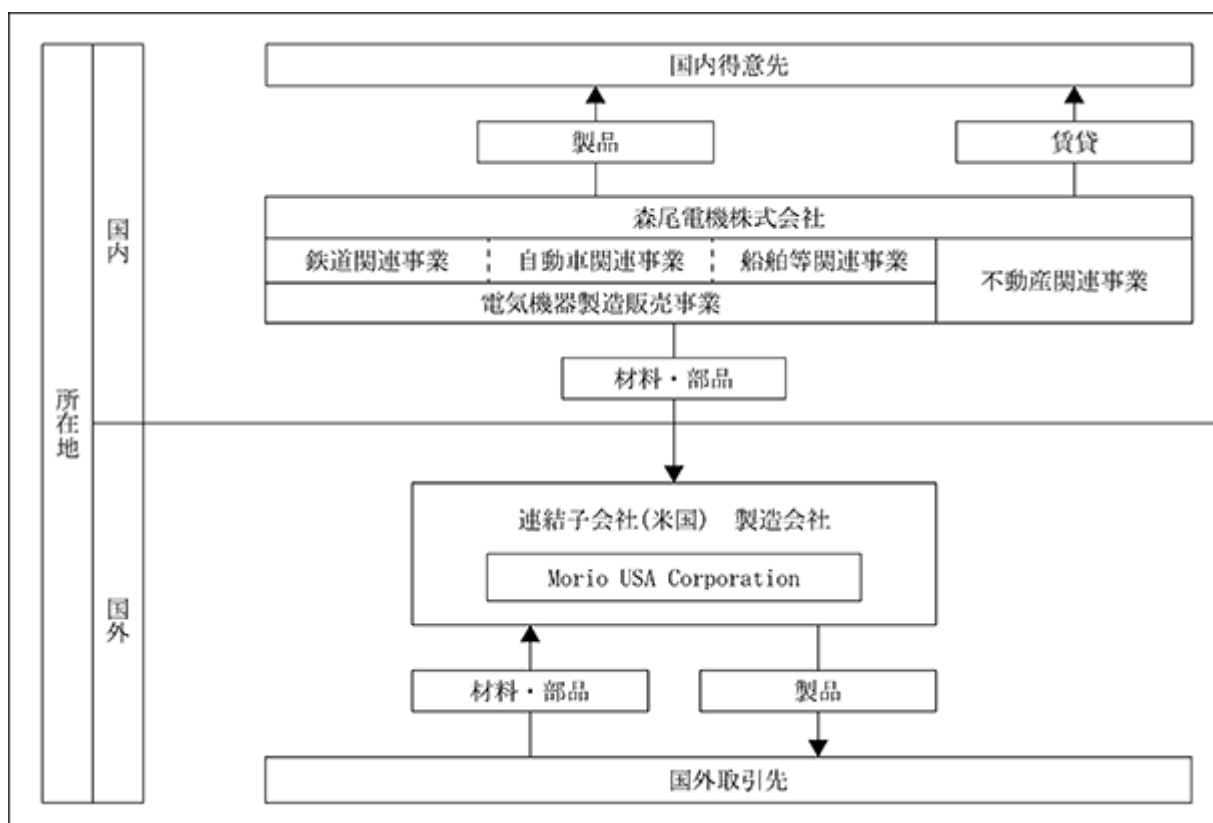 国内得意先
製品
賃貸
森尾電機株式会社
鉄道関連事業
自動車関連事業
船舶等関連事業
不動産関連事業
電気機器製造販売事業
材料・部品
所在地
国内
国外
連結子会社(米国) 製造会社
Morio USA Corporation
材料・部品
製品
国外取引先